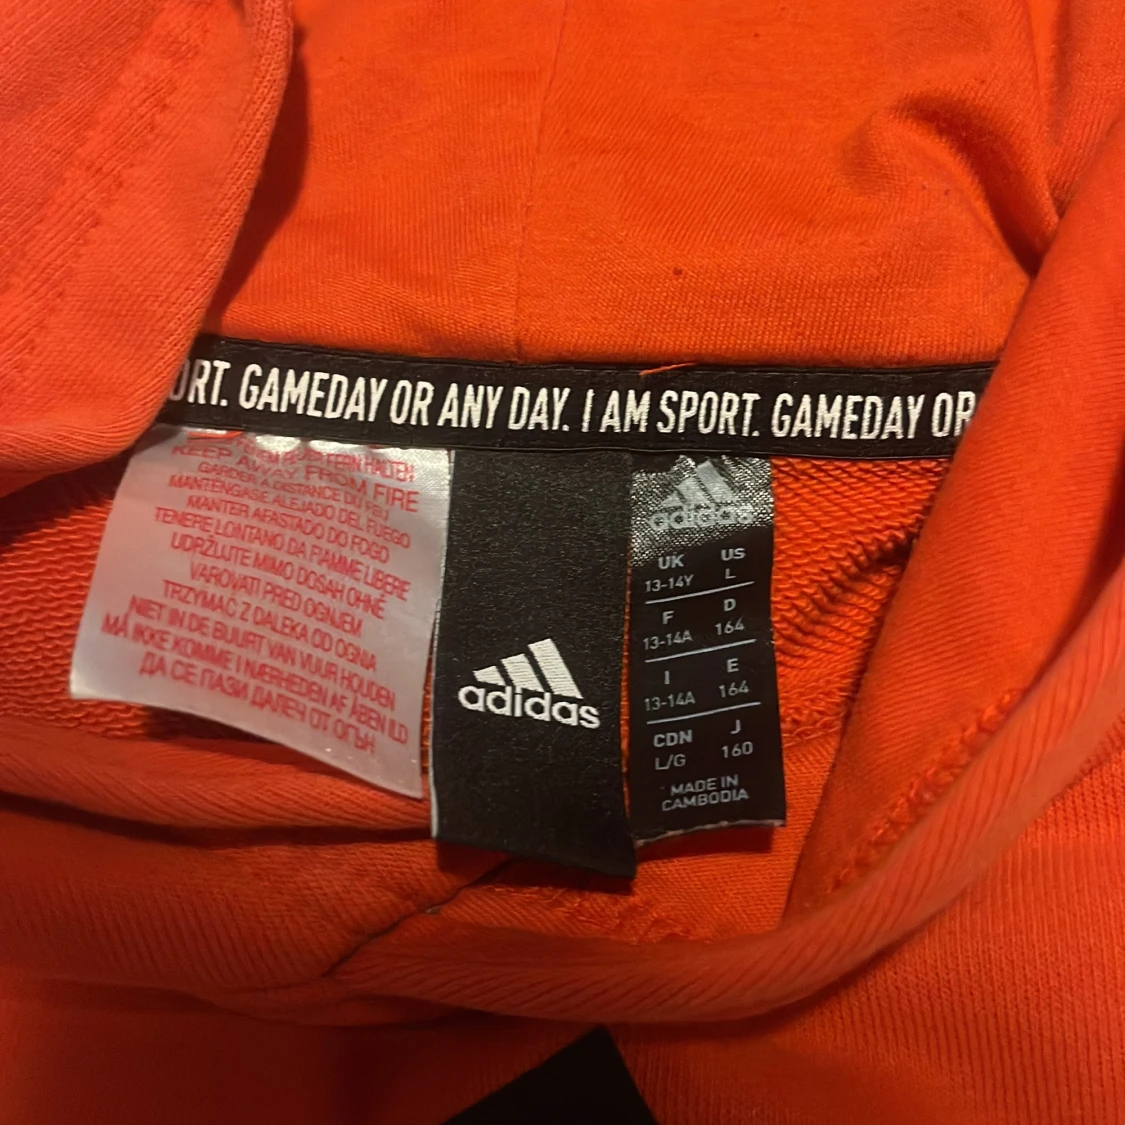 ORT. GAMEDAY OR ANY DAY. I AM SPORT. GAMEDAY OR
FERNHALTEN
KEEP AWAY FROM FIRE
GARDER A DISTANCE DU FEU
MANTENGASE ALEJADO DEL FUEGO
MANTER AFASTADO DO FOGO
TENERE LONTANO DA FIAMME LIBERE
UDRŽUJTE MIMO DOSAH OHNĚ
VAROVATI PRED OGNJEM
TRZYMAC Z DALEKA OD OGNIA
NIET IN DE BUURT VAN VUUR HOUDEN
MÅ IKKE KOMME I NÆRHEDEN AF ÅBEN ILD
ДА СЕ ПАЗИ ДАЛЕЧ ОТ ОГЪН
adidas
adidas
UK US
13-14Y L
F D
13-14A 164
I E
13-14A 164
CDN J
L/G 160
MADE IN
CAMBODIA